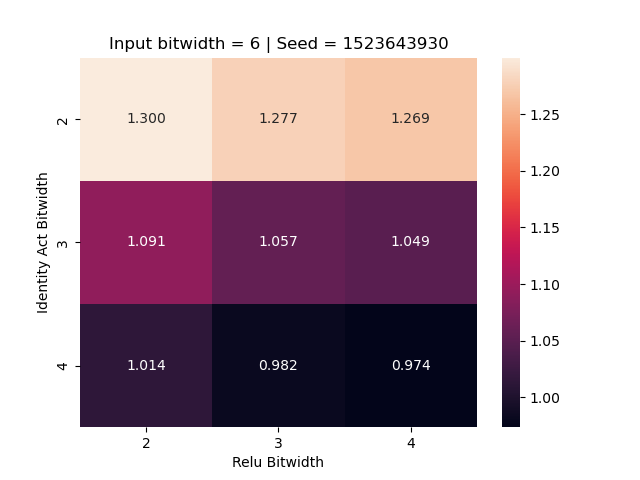 Input bitwidth = 6 | Seed = 1523643930
Identity Act Bitwidth
2
1.300 1.277 1.269
3
1.091 1.057 1.049
4
1.014 0.982 0.974
2 3 4
Relu Bitwidth
1.25
1.20
1.15
1.10
1.05
1.00